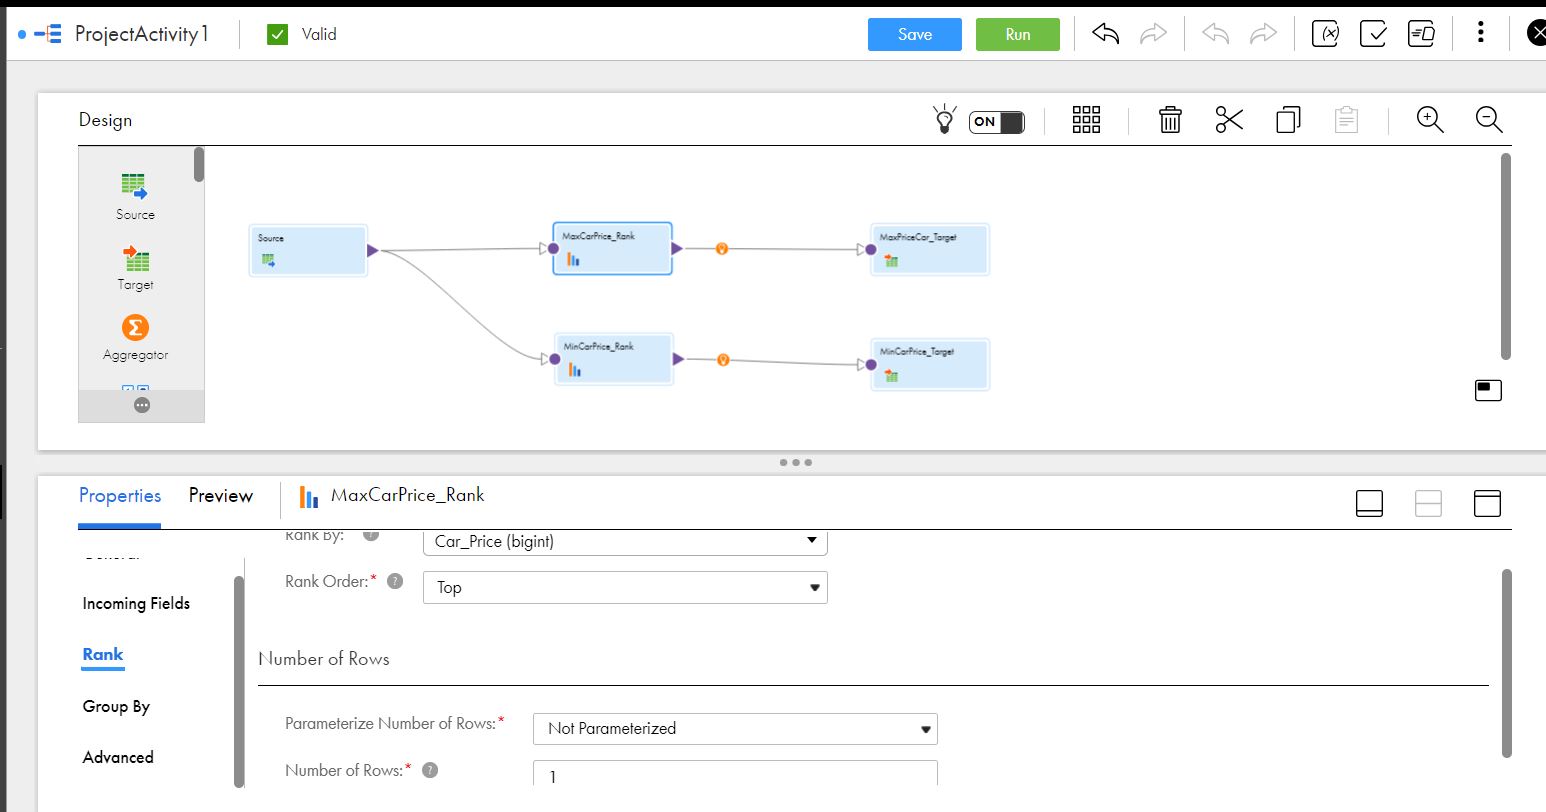 ProjectActivity1
Valid
Save
Run
Design
ON
Source
Target
Aggregator
Source
MaxCarPrice_Rank
MaxPriceCar_Target
MinCarPrice_Rank
MinCarPrice_Target
Properties
Preview
MaxCarPrice_Rank
General
Incoming Fields
Rank
Group By
Advanced
Rank By: ?
Car_Price (bigint)
Rank Order:* ?
Top
Number of Rows
Parameterize Number of Rows:*
Not Parameterized
Number of Rows:* ?
1